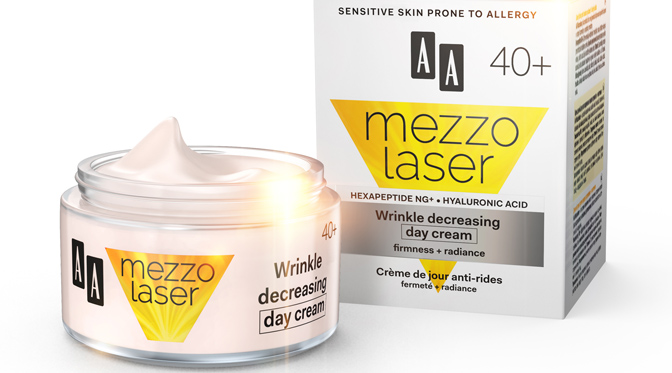 SENSITIVE SKIN PRONE TO ALLERGY
AA
40+
mezzo
laser
HEXAPEPTIDE NG+ • HYALURONIC ACID
Wrinkle decreasing
day cream
firmness + radiance
Crème de jour anti-rides
fermeté + radiance
AA
mezzo
laser
40+
Wrinkle
decreasing
day cream